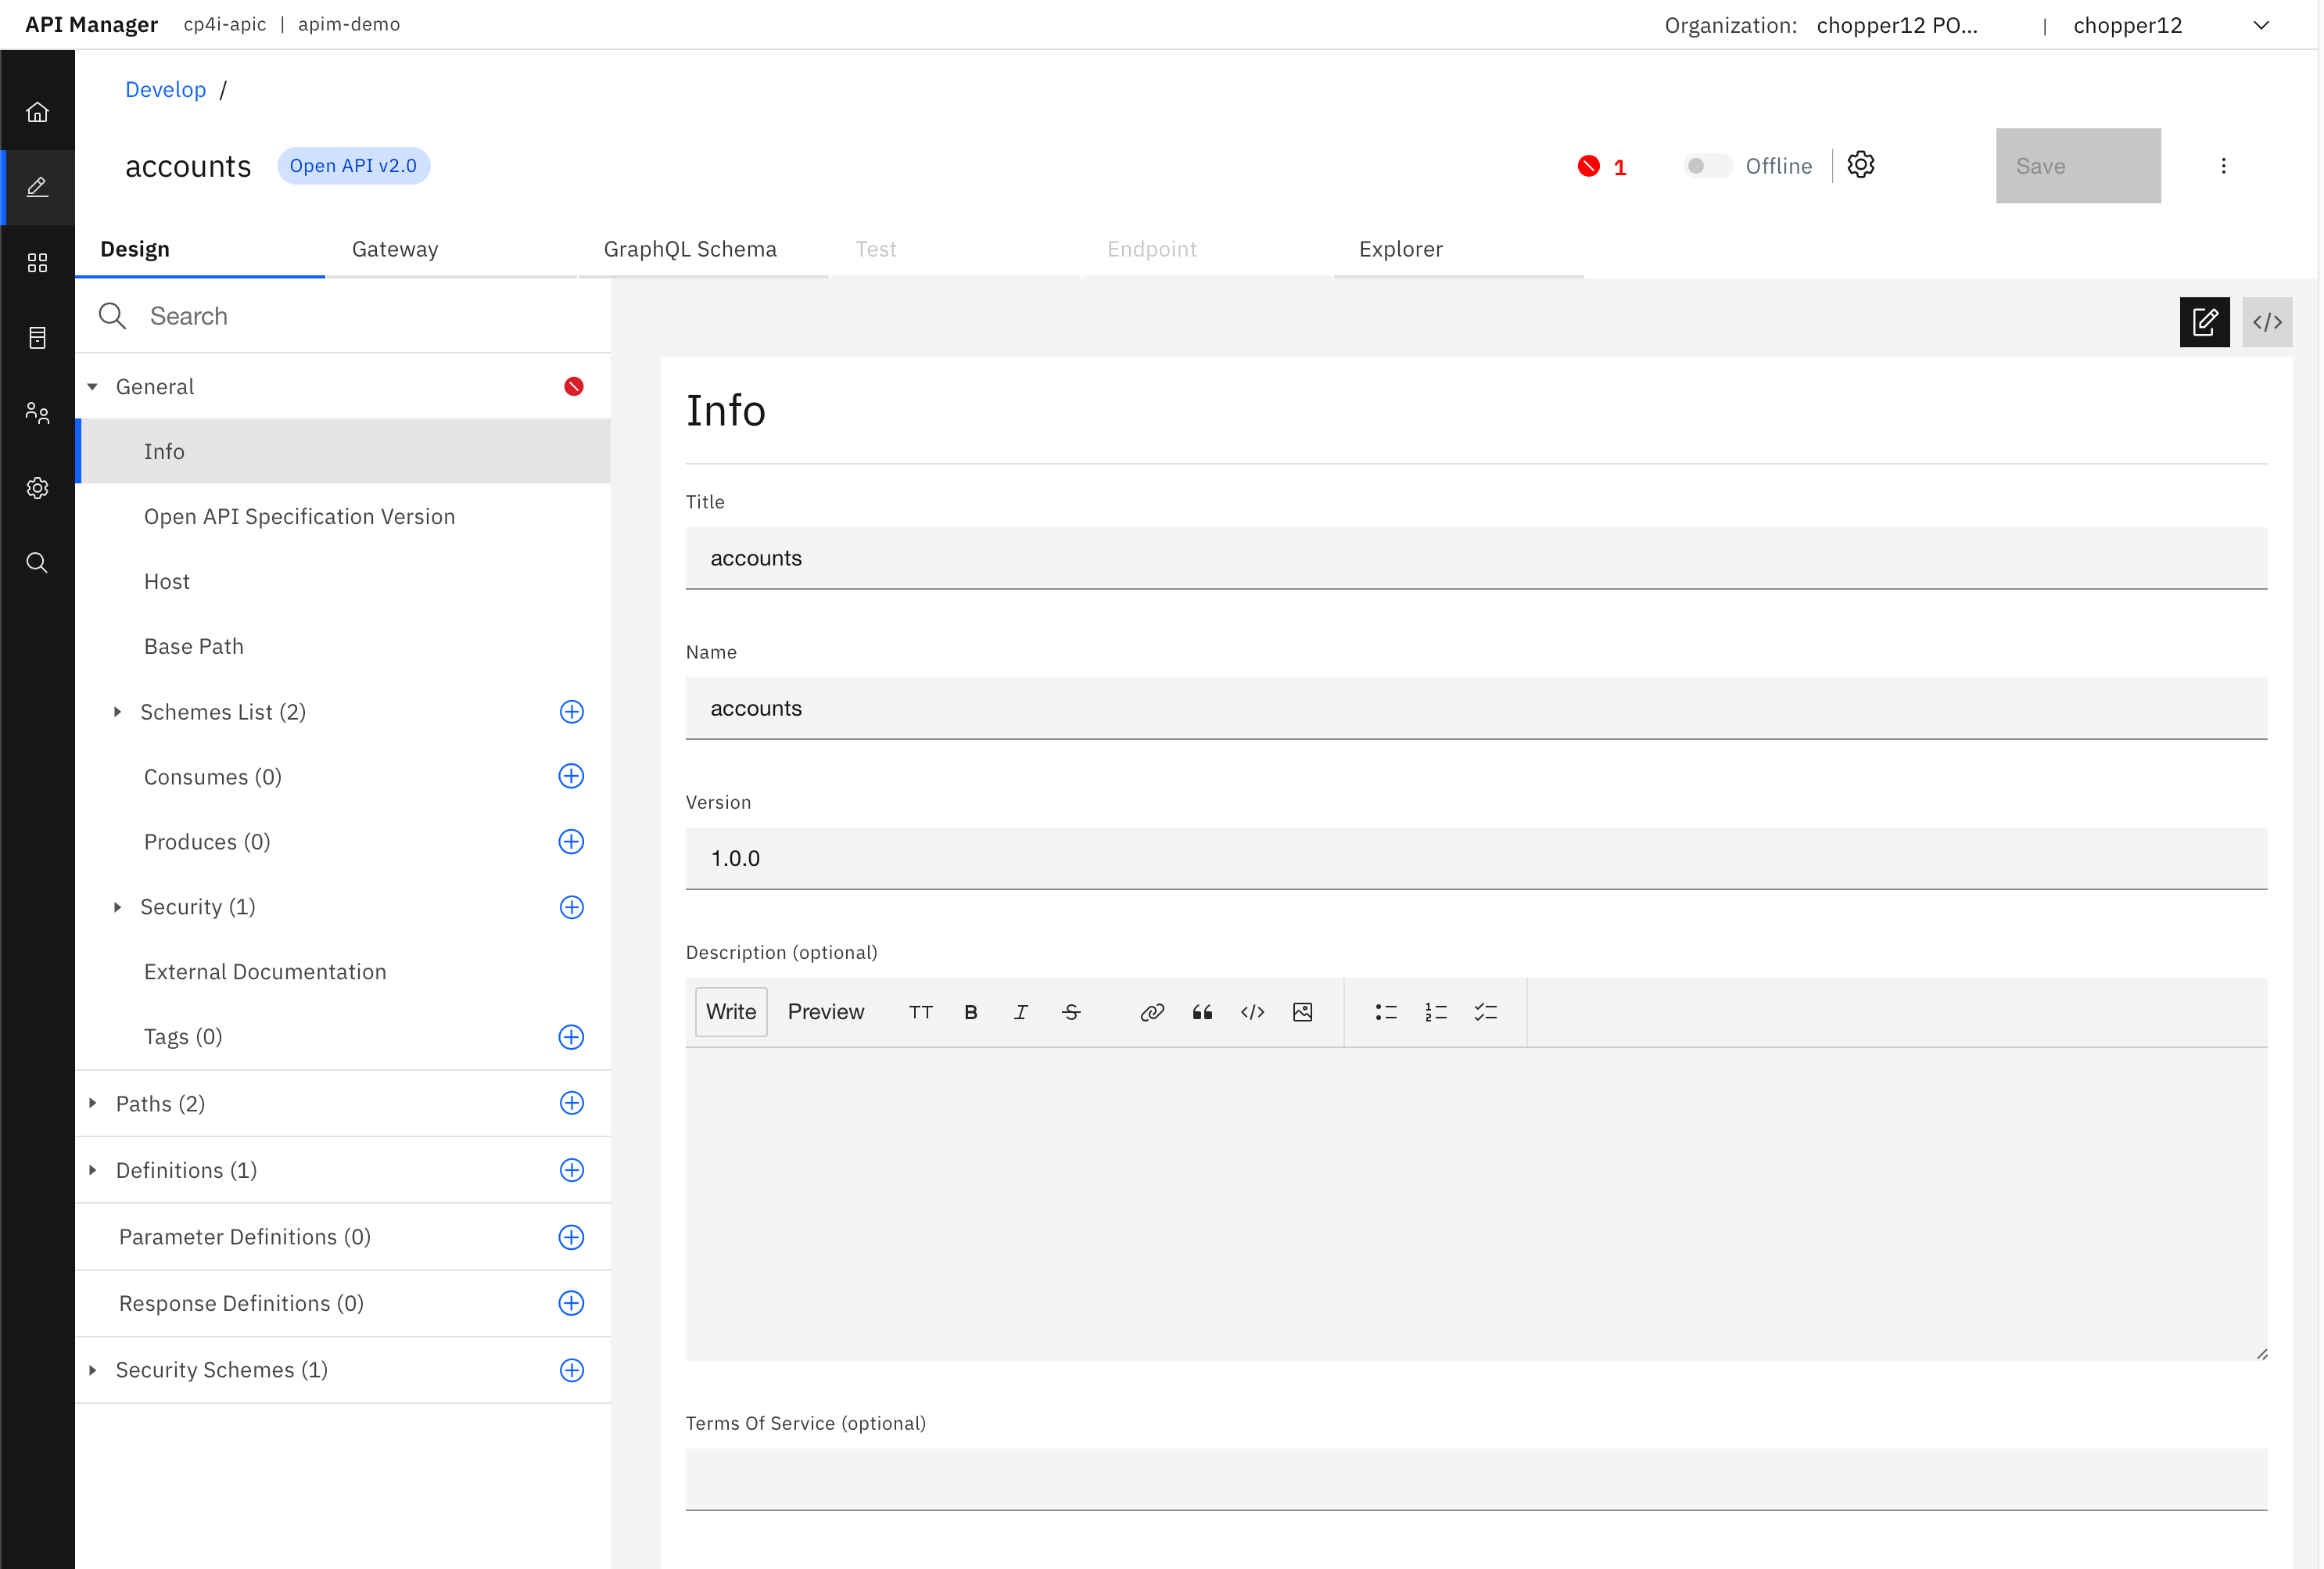 API Manager cp4i-apic | apim-demo Organization: chopper12 PO... | chopper12
Develop /
accounts Open API v2.0 1 Offline Save
Design Gateway GraphQL Schema Test Endpoint Explorer
Search
General
Info
Open API Specification Version
Host
Base Path
Schemes List (2)
Consumes (0)
Produces (0)
Security (1)
External Documentation
Tags (0)
Paths (2)
Definitions (1)
Parameter Definitions (0)
Response Definitions (0)
Security Schemes (1)
Info
Title
accounts
Name
accounts
Version
1.0.0
Description (optional)
Write Preview TT B I S
Terms Of Service (optional)